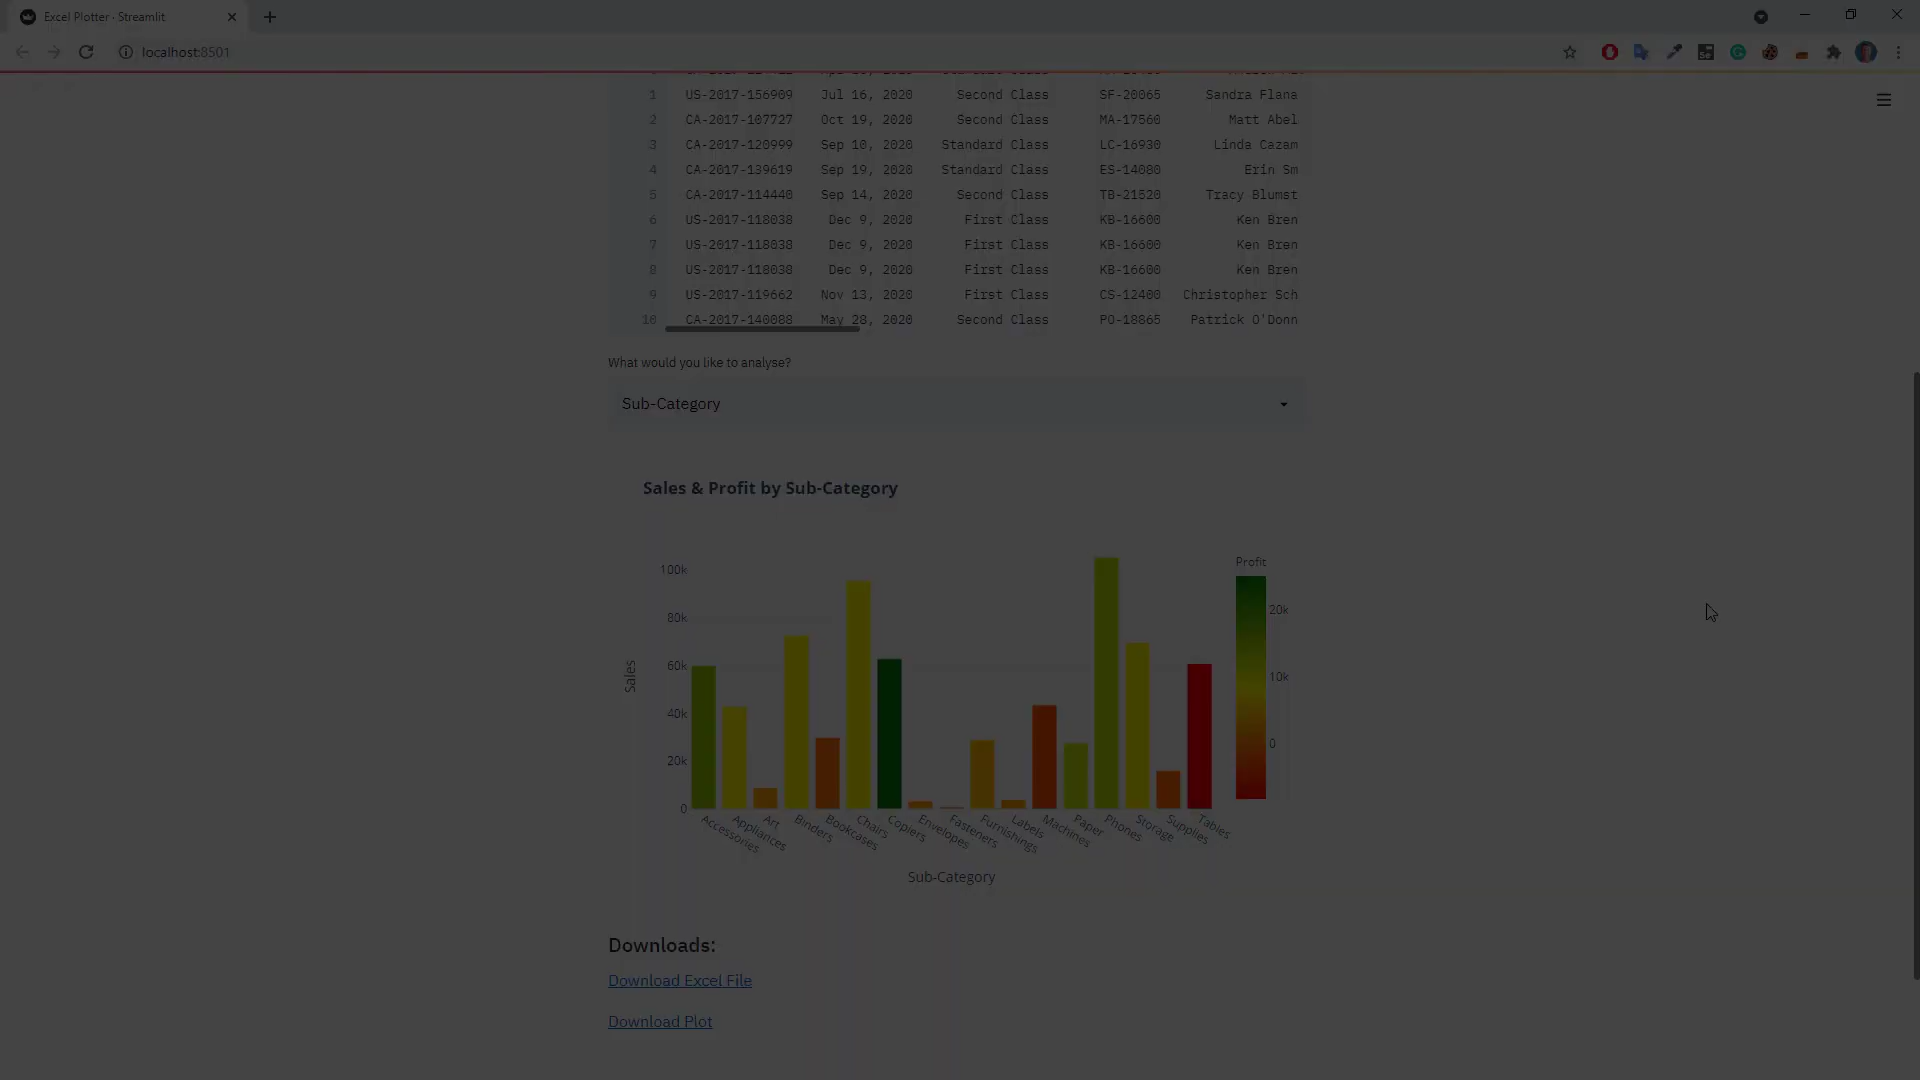 Excel Plotter · Streamlit
localhost:8501
1 US-2017-156909 Jul 16, 2020 Second Class SF-20065 Sandra Flana
2 CA-2017-107727 Oct 19, 2020 Second Class MA-17560 Matt Abel
3 CA-2017-120999 Sep 10, 2020 Standard Class LC-16930 Linda Cazam
4 CA-2017-139619 Sep 19, 2020 Standard Class ES-14080 Erin Sm
5 CA-2017-114440 Sep 14, 2020 Second Class TB-21520 Tracy Blumst
6 US-2017-118038 Dec 9, 2020 First Class KB-16600 Ken Bren
7 US-2017-118038 Dec 9, 2020 First Class KB-16600 Ken Bren
8 US-2017-118038 Dec 9, 2020 First Class KB-16600 Ken Bren
9 US-2017-119662 Nov 13, 2020 First Class CS-12400 Christopher Sch
10 CA-2017-140088 May 28, 2020 Second Class PO-18865 Patrick O'Donn
What would you like to analyse?
Sub-Category
Sales & Profit by Sub-Category
Profit
100k
80k
60k
40k
20k
0
Sales
20k
10k
0
Accessories Appliances Art Binders Bookcases Chairs Copiers Envelopes Fasteners Furnishings Labels Machines Paper Phones Storage Supplies Tables
Sub-Category
Downloads:
Download Excel File
Download Plot